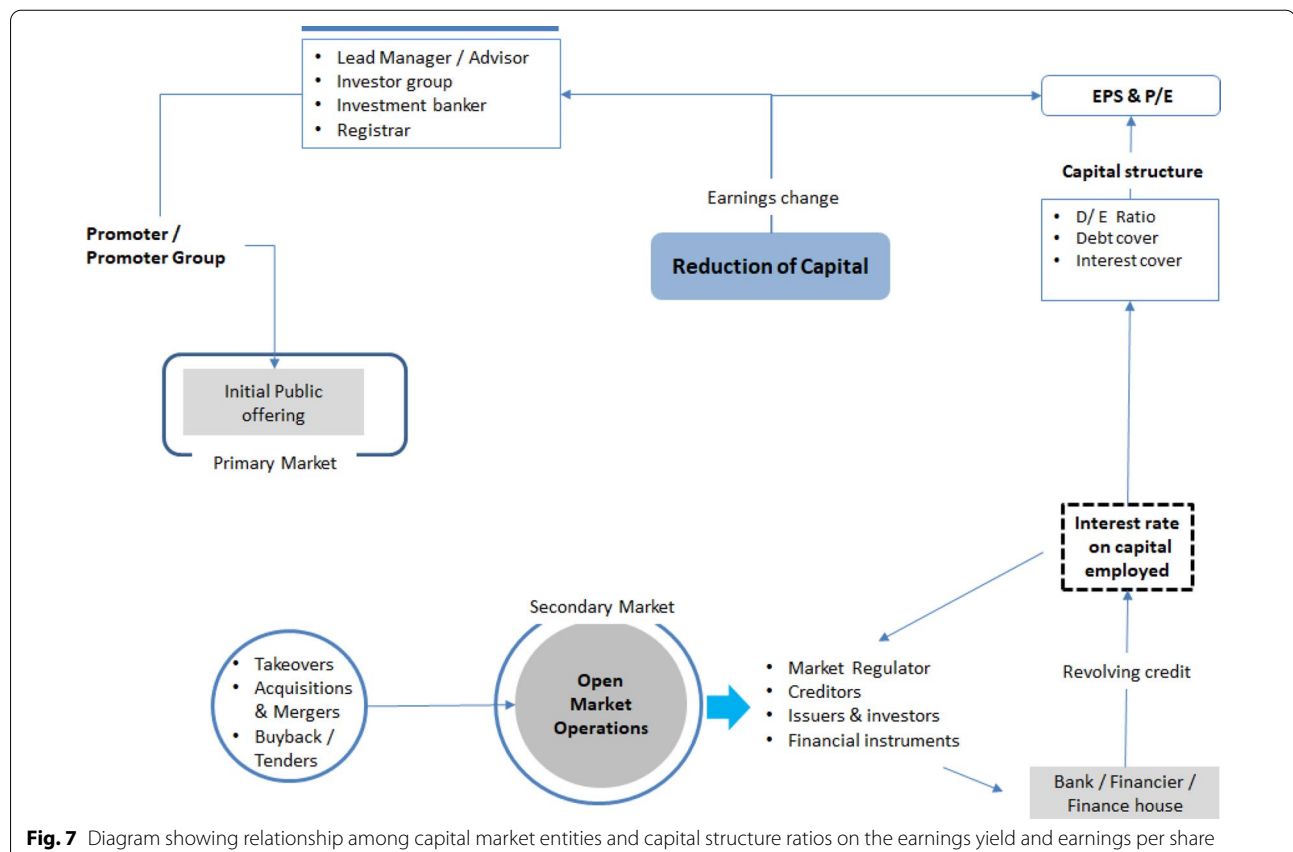 • Lead Manager / Advisor
• Investor group
• Investment banker
• Registrar
EPS & P/E
Capital structure
• D/ E Ratio
• Debt cover
• Interest cover
Earnings change
Reduction of Capital
Promoter /
Promoter Group
Initial Public
offering
Primary Market
Interest rate
on capital
employed
Secondary Market
• Takeovers
• Acquisitions
& Mergers
• Buyback /
Tenders
Open
Market
Operations
• Market Regulator
• Creditors
• Issuers & investors
• Financial instruments
Revolving credit
Bank / Financier /
Finance house
Fig. 7 Diagram showing relationship among capital market entities and capital structure ratios on the earnings yield and earnings per share